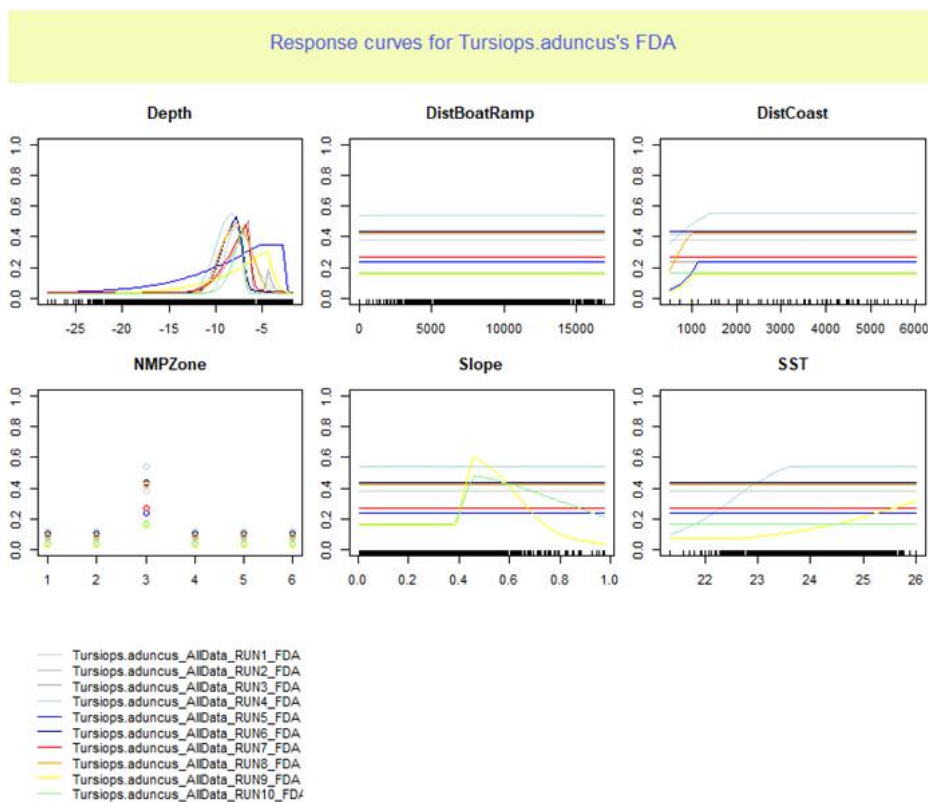 Response curves for Tursiops.aduncus's FDA
Depth
DistBoatRamp
DistCoast
0.0 0.2 0.4 0.6 0.8 1.0
-25 -20 -15 -10 -5
0.0 0.2 0.4 0.6 0.8 1.0
0 5000 10000 15000
0.0 0.2 0.4 0.6 0.8 1.0
1000 2000 3000 4000 5000 6000
NMPZone
Slope
SST
0.0 0.2 0.4 0.6 0.8 1.0
1 2 3 4 5 6
0.0 0.2 0.4 0.6 0.8 1.0
0.0 0.2 0.4 0.6 0.8 1.0
0.0 0.2 0.4 0.6 0.8 1.0
22 23 24 25 26
Tursiops.aduncus_AllData_RUN1_FDA
Tursiops.aduncus_AllData_RUN2_FDA
Tursiops.aduncus_AllData_RUN3_FDA
Tursiops.aduncus_AllData_RUN4_FDA
Tursiops.aduncus_AllData_RUN5_FDA
Tursiops.aduncus_AllData_RUN6_FDA
Tursiops.aduncus_AllData_RUN7_FDA
Tursiops.aduncus_AllData_RUN8_FDA
Tursiops.aduncus_AllData_RUN9_FDA
Tursiops.aduncus_AllData_RUN10_FDA